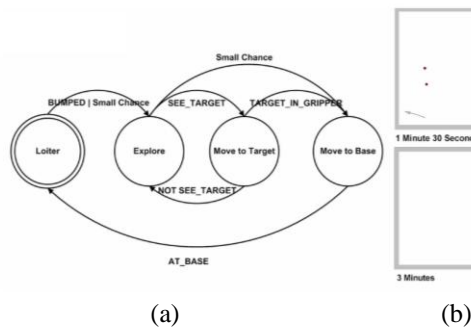 Small Chance
BUMPED | Small Chance
SEE_TARGET
TARGET_IN_GRIPPER
Loiter
Explore
Move to Target
Move to Base
NOT SEE_TARGET
AT_BASE
1 Minute 30 Second
3 Minutes
(a)
(b)